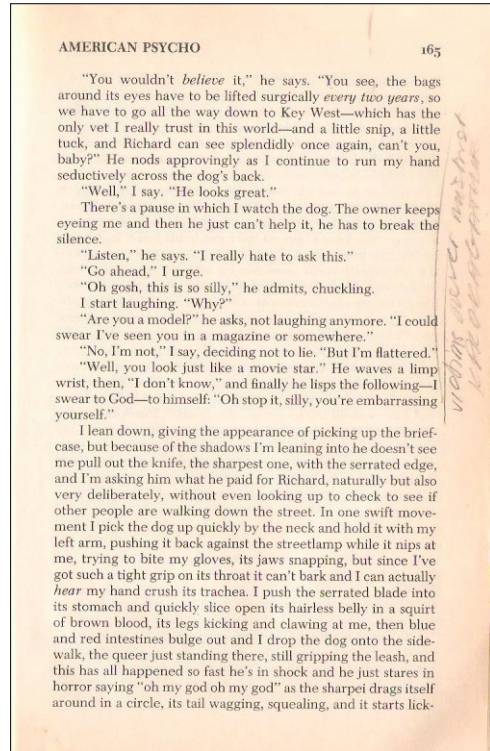 AMERICAN PSYCHO 165
"You wouldn't believe it," he says. "You see, the bags
around its eyes have to be lifted surgically every two years, so
we have to go all the way down to Key West—which has the
only vet I really trust in this world—and a little snip, a little
tuck, and Richard can see splendidly once again, can't you,
baby?" He nods approvingly as I continue to run my hand
seductively across the dog's back.
"Well," I say. "He looks great."
There's a pause in which I watch the dog. The owner keeps
eyeing me and then he just can't help it, he has to break the
silence.
"Listen," he says. "I really hate to ask this."
"Go ahead," I urge.
"Oh gosh, this is so silly," he admits, chuckling.
I start laughing. "Why?"
"Are you a model?" he asks, not laughing anymore. "I could
swear I've seen you in a magazine or somewhere."
"No, I'm not," I say, deciding not to lie. "But I'm flattered."
"Well, you look just like a movie star." He waves a limp
wrist, then, "I don't know," and finally he lisps the following—I
swear to God—to himself: "Oh stop it, silly, you're embarrassing
yourself."
I lean down, giving the appearance of picking up the brief-
case, but because of the shadows I'm leaning into he doesn't see
me pull out the knife, the sharpest one, with the serrated edge,
and I'm asking him what he paid for Richard, naturally but also
very deliberately, without even looking up to check to see if
other people are walking down the street. In one swift move-
ment I pick the dog up quickly by the neck and hold it with my
left arm, pushing it back against the streetlamp while it nips at
me, trying to bite my gloves, its jaws snapping, but since I've
got such a tight grip on its throat it can't bark and I can actually
hear my hand crush its trachea. I push the serrated blade into
its stomach and quickly slice open its hairless belly in a squirt
of brown blood, its legs kicking and clawing at me, then blue
and red intestines bulge out and I drop the dog onto the side-
walk, the queer just standing there, still gripping the leash, and
this has all happened so fast he's in shock and he just stares in
horror saying "oh my god oh my god" as the sharpei drags itself
around in a circle, its tail wagging, squealing, and it starts lick-
victims never